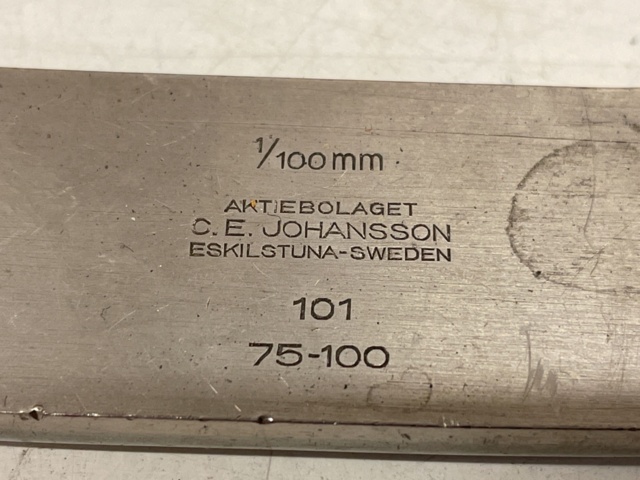 1/100mm
AKTIEBOLAGET
C.E. JOHANSSON
ESKILSTUNA-SWEDEN
101
75-100